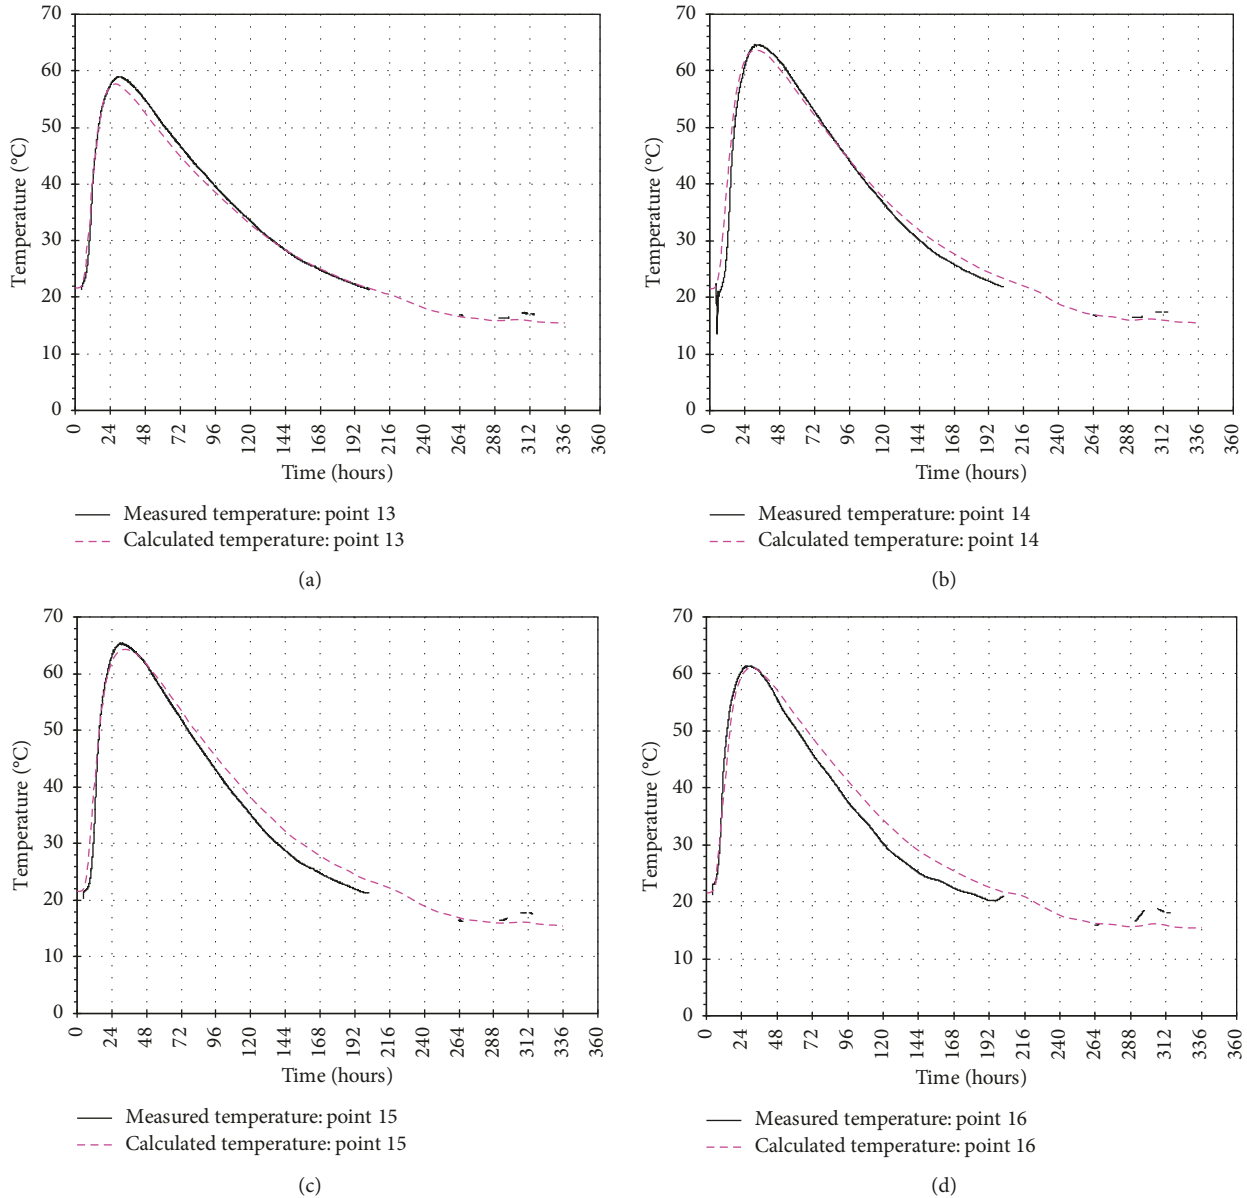 70
60
50
40
30
20
10
0
Temperature (°C)
0 24 48 72 96 120 144 168 192 216 240 264 288 312 336 360
Time (hours)
Measured temperature: point 13
Calculated temperature: point 13
(a)
70
60
50
40
30
20
10
0
Temperature (°C)
0 24 48 72 96 120 144 168 192 216 240 264 288 312 336 360
Time (hours)
Measured temperature: point 14
Calculated temperature: point 14
(b)
70
60
50
40
30
20
10
0
Temperature (°C)
0 24 48 72 96 120 144 168 192 216 240 264 288 312 336 360
Time (hours)
Measured temperature: point 15
Calculated temperature: point 15
(c)
70
60
50
40
30
20
10
0
Temperature (°C)
0 24 48 72 96 120 144 168 192 216 240 264 288 312 336 360
Time (hours)
Measured temperature: point 16
Calculated temperature: point 16
(d)